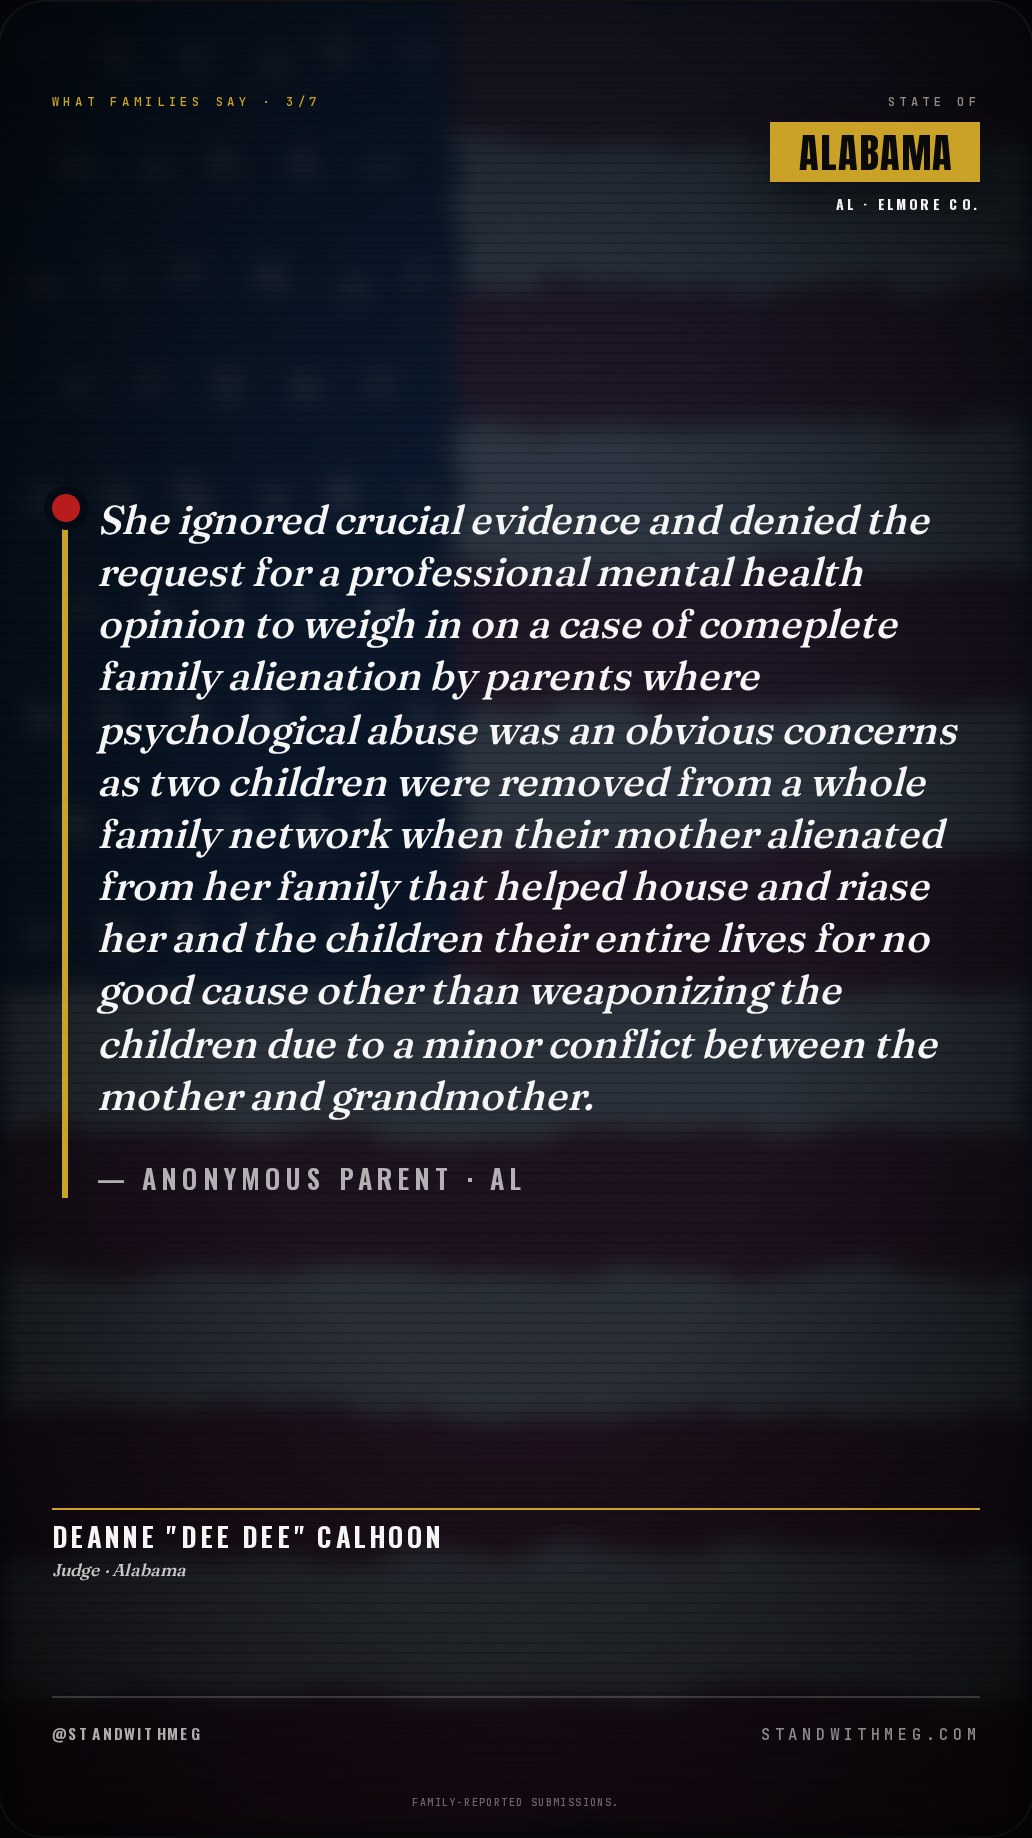 WHAT FAMILIES SAY · 3/7
STATE OF
ALABAMA
AL · ELMORE CO.
She ignored crucial evidence and denied the
request for a professional mental health
opinion to weigh in on a case of comeplete
family alienation by parents where
psychological abuse was an obvious concerns
as two children were removed from a whole
family network when their mother alienated
from her family that helped house and riase
her and the children their entire lives for no
good cause other than weaponizing the
children due to a minor conflict between the
mother and grandmother.
— ANONYMOUS PARENT · AL
DEANNE "DEE DEE" CALHOON
Judge · Alabama
@STANDWITHMEG
STANDWITHMEG.COM
FAMILY-REPORTED SUBMISSIONS.